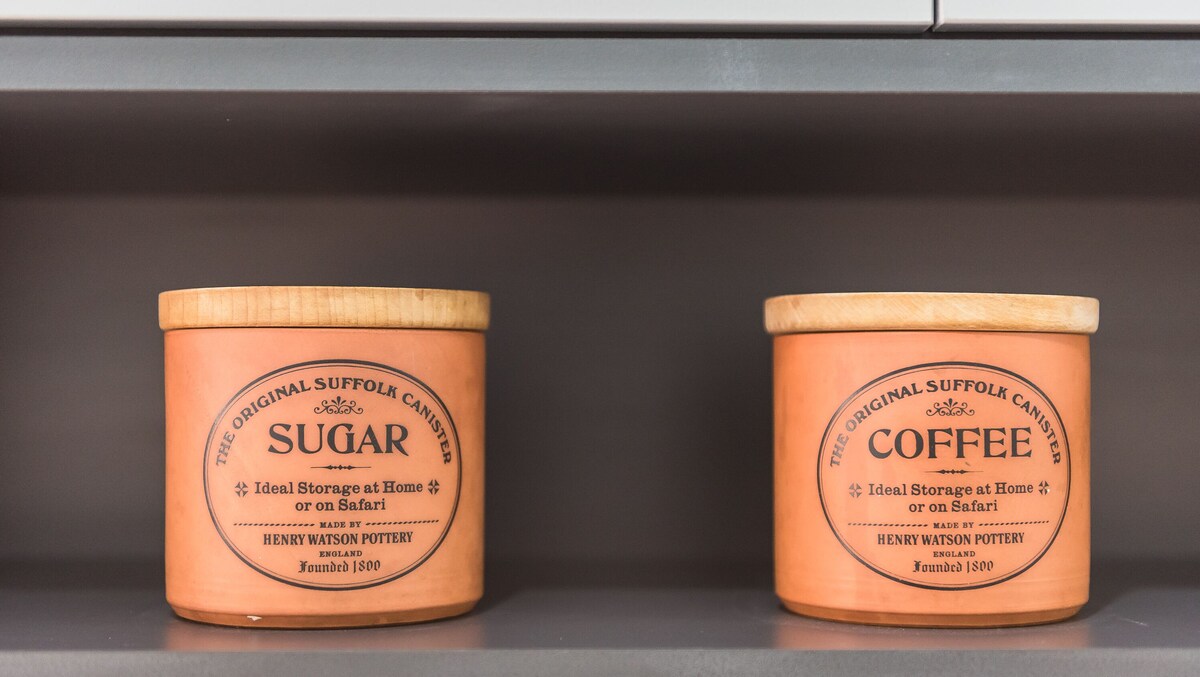 THE ORIGINAL SUFFOLK CANISTER
SUGAR
Ideal Storage at Home
or on Safari
MADE BY
HENRY WATSON POTTERY
ENGLAND
Founded 1800
THE ORIGINAL SUFFOLK CANISTER
COFFEE
Ideal Storage at Home
or on Safari
MADE BY
HENRY WATSON POTTERY
ENGLAND
Founded 1800